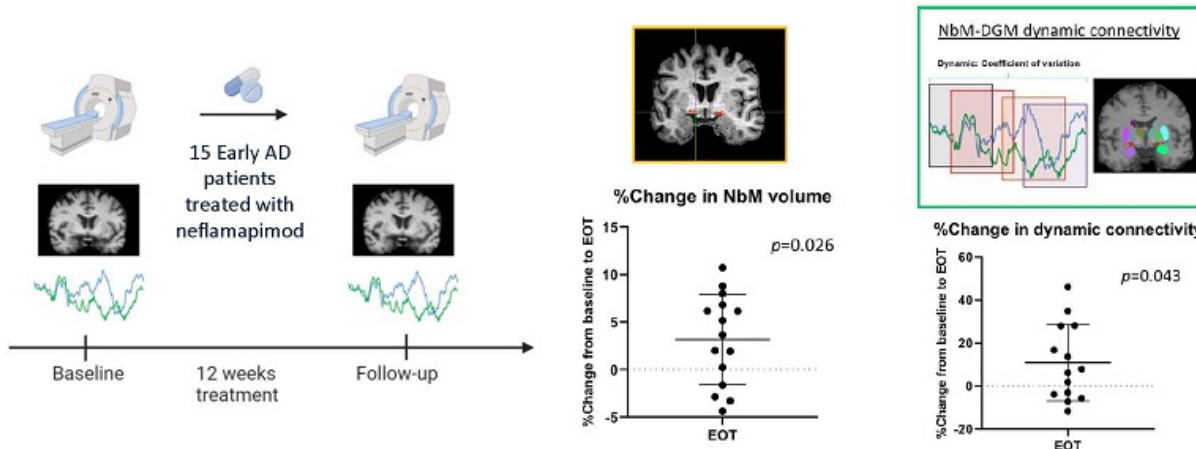 15 Early AD
patients
treated with
neflamapimod
Baseline
12 weeks
treatment
Follow-up
%Change in NbM volume
p=0.026
%Change from baseline to EOT
15
10
5
0
-5
EOT
NbM-DGM dynamic connectivity
Dynamic: Coefficient of variation
%Change in dynamic connectivity
p=0.043
%Change from baseline to EOT
60
40
20
0
-20
EOT